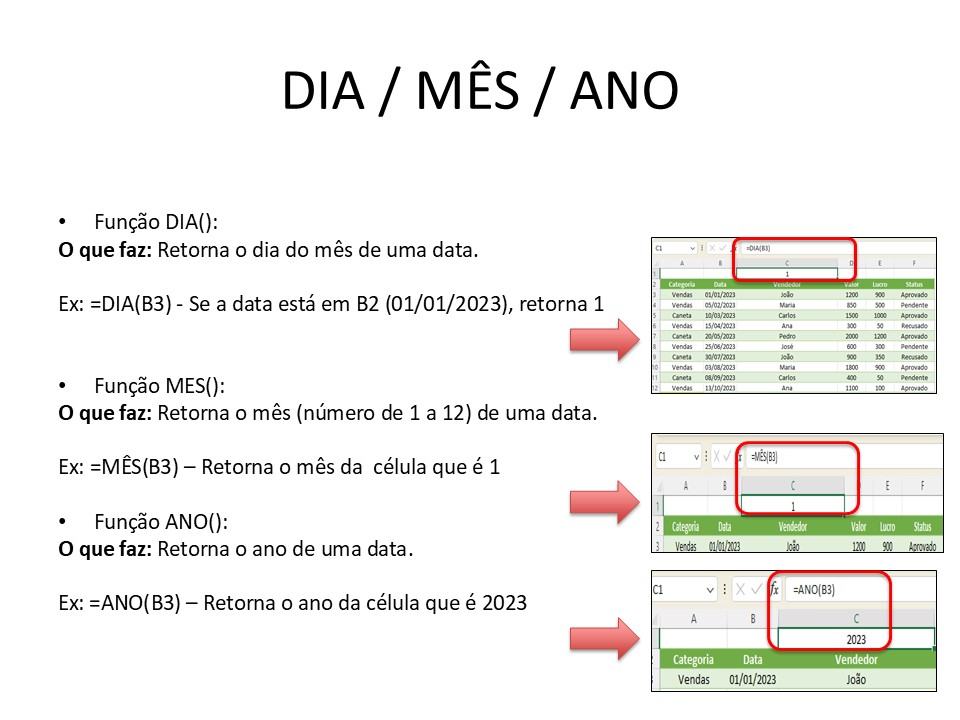 DIA / MÊS / ANO
• Função DIA():
O que faz: Retorna o dia do mês de uma data.
Ex: =DIA(B3) - Se a data está em B2 (01/01/2023), retorna 1
• Função MES():
O que faz: Retorna o mês (número de 1 a 12) de uma data.
Ex: =MÊS(B3) – Retorna o mês da célula que é 1
• Função ANO():
O que faz: Retorna o ano de uma data.
Ex: =ANO(B3) – Retorna o ano da célula que é 2023
C1 =DIA(B3)
A B C D E F
1 1
2 Categoria Data Vendedor Valor Lucro Status
3 Vendas 01/01/2023 João 1200 900 Aprovado
4 Vendas 05/02/2023 Maria 850 500 Pendente
5 Caneta 10/03/2023 Carlos 1500 1000 Aprovado
6 Vendas 15/04/2023 Ana 300 50 Recusado
7 Caneta 20/05/2023 Pedro 2000 1200 Aprovado
8 Vendas 25/06/2023 José 600 300 Pendente
9 Caneta 30/07/2023 João 900 350 Recusado
10 Vendas 03/08/2023 Maria 1800 900 Aprovado
11 Caneta 08/09/2023 Carlos 400 50 Pendente
12 Vendas 13/10/2023 Ana 1100 100 Aprovado
C1 fx =MÊS(B3)
A B C E F
1 1
2 Categoria Data Vendedor Valor Lucro Status
3 Vendas 01/01/2023 João 1200 900 Aprovado
C1 fx =ANO(B3)
A B C
2023
Categoria Data Vendedor
Vendas 01/01/2023 João